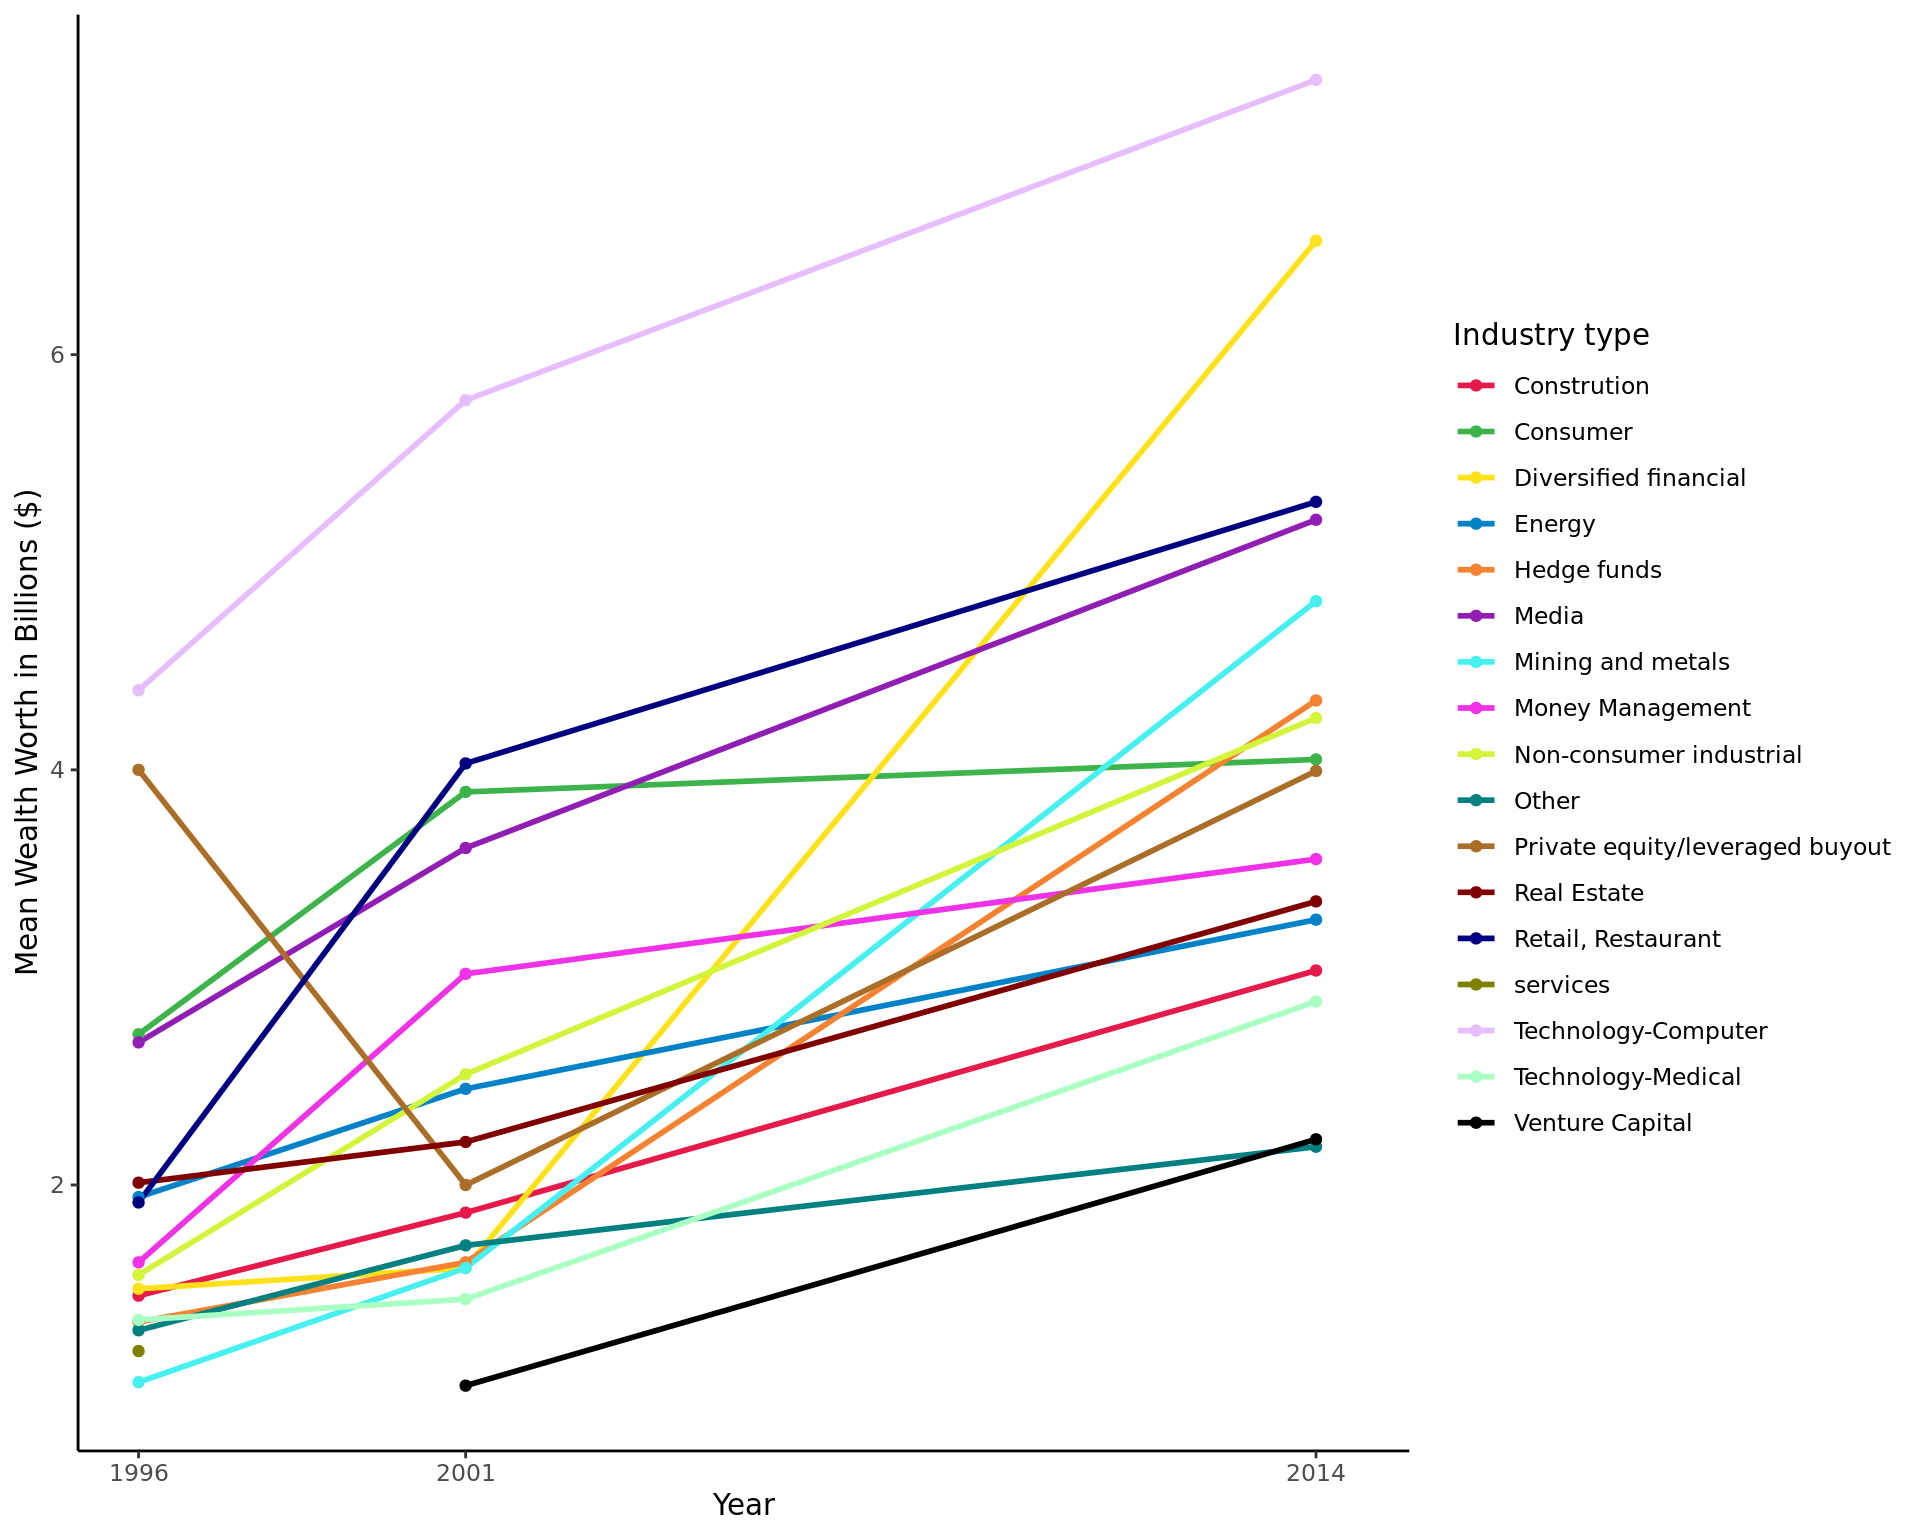 Mean Wealth Worth in Billions ($)
6
4
2
1996
2001
2014
Year
Industry type
Constrution
Consumer
Diversified financial
Energy
Hedge funds
Media
Mining and metals
Money Management
Non-consumer industrial
Other
Private equity/leveraged buyout
Real Estate
Retail, Restaurant
services
Technology-Computer
Technology-Medical
Venture Capital